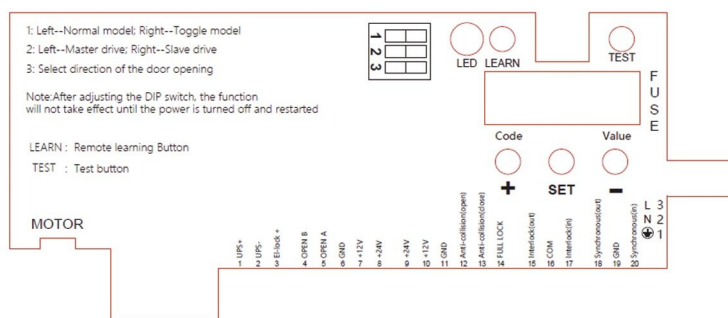 1: Left--Normal model; Right--Toggle model
2: Left--Master drive; Right--Slave drive
3: Select direction of the door opening
Note:After adjusting the DIP switch, the function
will not take effect until the power is turned off and restarted
LEARN : Remote learning Button
TEST : Test button
MOTOR
1
2
3
LED
LEARN
TEST
FUSE
Code
Value
+
SET
-
L 3
N 2
1
1 UPS+
2 UPS-
3 El-lock +
4 OPEN B
5 OPEN A
6 GND
7 +12V
8 +24V
9 +24V
10 +12V
11 GND
12 Anti-collision(open)
13 Anti-collision(close)
14 FULL LOCK
15 Interlock(out)
16 COM
17 Interlock(in)
18 Synchronous(out)
19 GND
20 Synchronous(in)